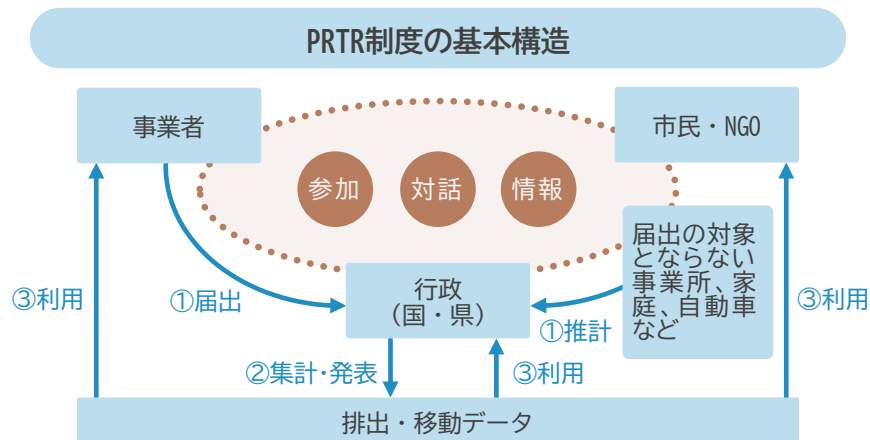 PRTR制度の基本構造
事業者
市民・NGO
参加
対話
情報
届出の対象
とならない
事業所、家
庭、自動車
など
行政
(国・県)
③利用
①届出
①推計
③利用
②集計・発表
③利用
排出・移動データ